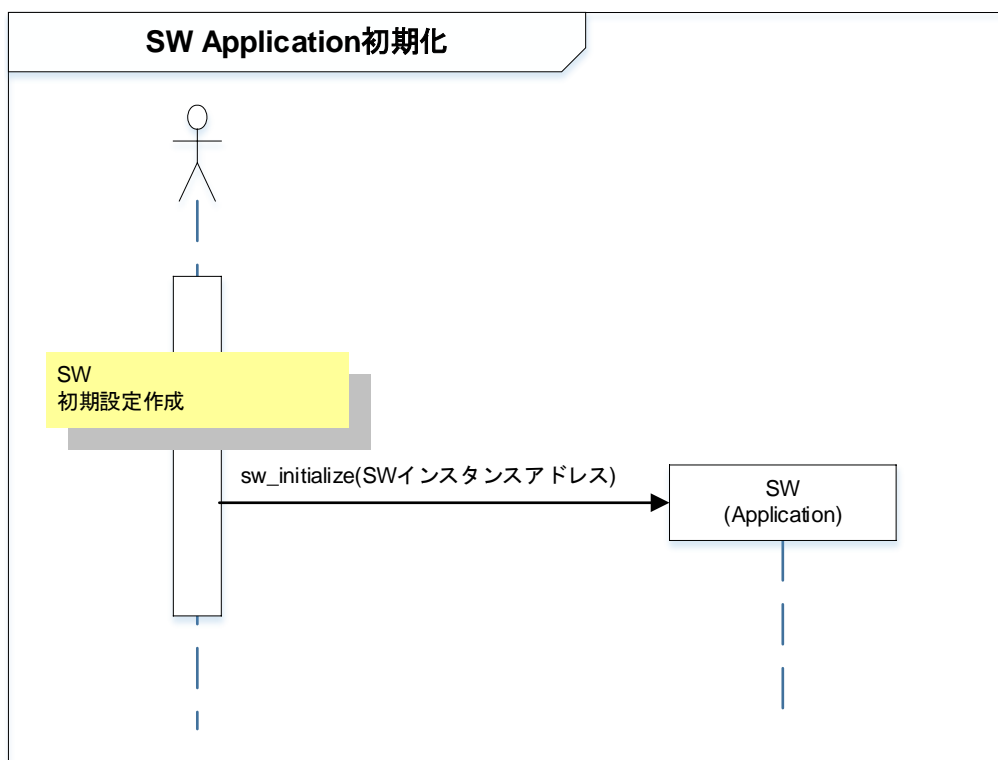 SW Application初期化
SW
初期設定作成
sw_initialize(SWインスタンスアドレス)
SW
(Application)